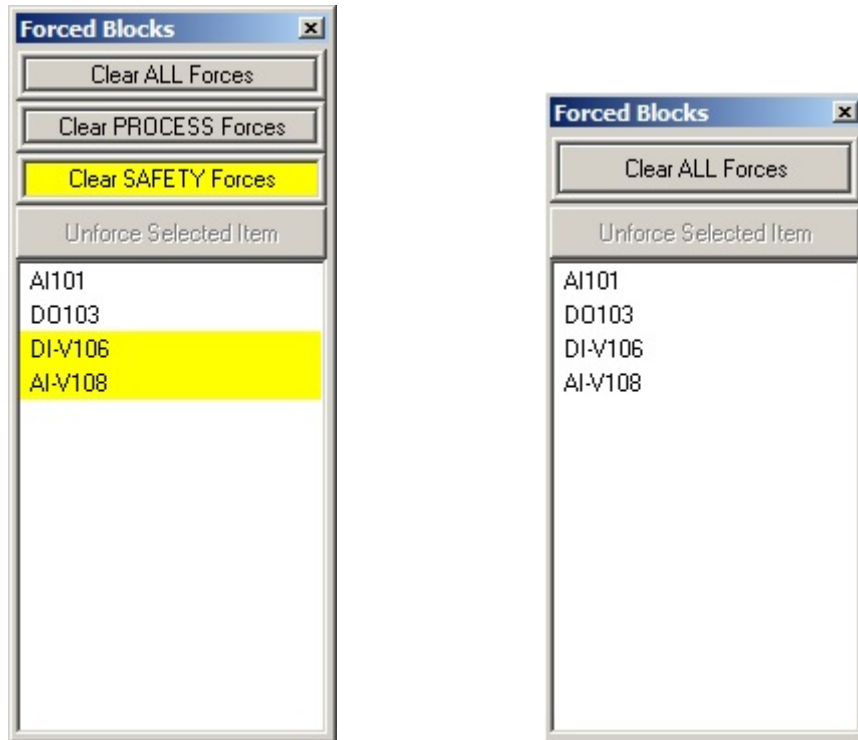 Forced Blocks
Clear ALL Forces
Clear PROCESS Forces
Clear SAFETY Forces
Unforce Selected Item
AI101
DO103
DI-V106
AI-V108
Forced Blocks
Clear ALL Forces
Unforce Selected Item
AI101
DO103
DI-V106
AI-V108